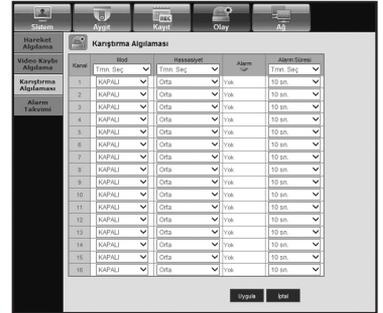 Sistem Aygıt Kayıt Olay Ağ
REC
Hareket Algılama
Video Kaybı Algılama
Karıştırma Algılaması
Alarm Takvimi
Karıştırma Algılaması
Kanal Mod Hassasiyet Alarm Alarm Süresi
Tmn. Seç Tmn. Seç Tmn. Seç
1 KAPALI Orta Yok 10 sn.
2 KAPALI Orta Yok 10 sn.
3 KAPALI Orta Yok 10 sn.
4 KAPALI Orta Yok 10 sn.
5 KAPALI Orta Yok 10 sn.
6 KAPALI Orta Yok 10 sn.
7 KAPALI Orta Yok 10 sn.
8 KAPALI Orta Yok 10 sn.
9 KAPALI Orta Yok 10 sn.
10 KAPALI Orta Yok 10 sn.
11 KAPALI Orta Yok 10 sn.
12 KAPALI Orta Yok 10 sn.
13 KAPALI Orta Yok 10 sn.
14 KAPALI Orta Yok 10 sn.
15 KAPALI Orta Yok 10 sn.
16 KAPALI Orta Yok 10 sn.
Uygula İptal